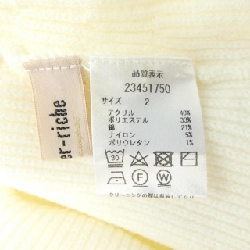 er-riche
品質表示
23451750
サイズ 2
アクリル 40%
ポリエステル 33%
綿 21%
ナイロン 5%
ポリウレタン 1%